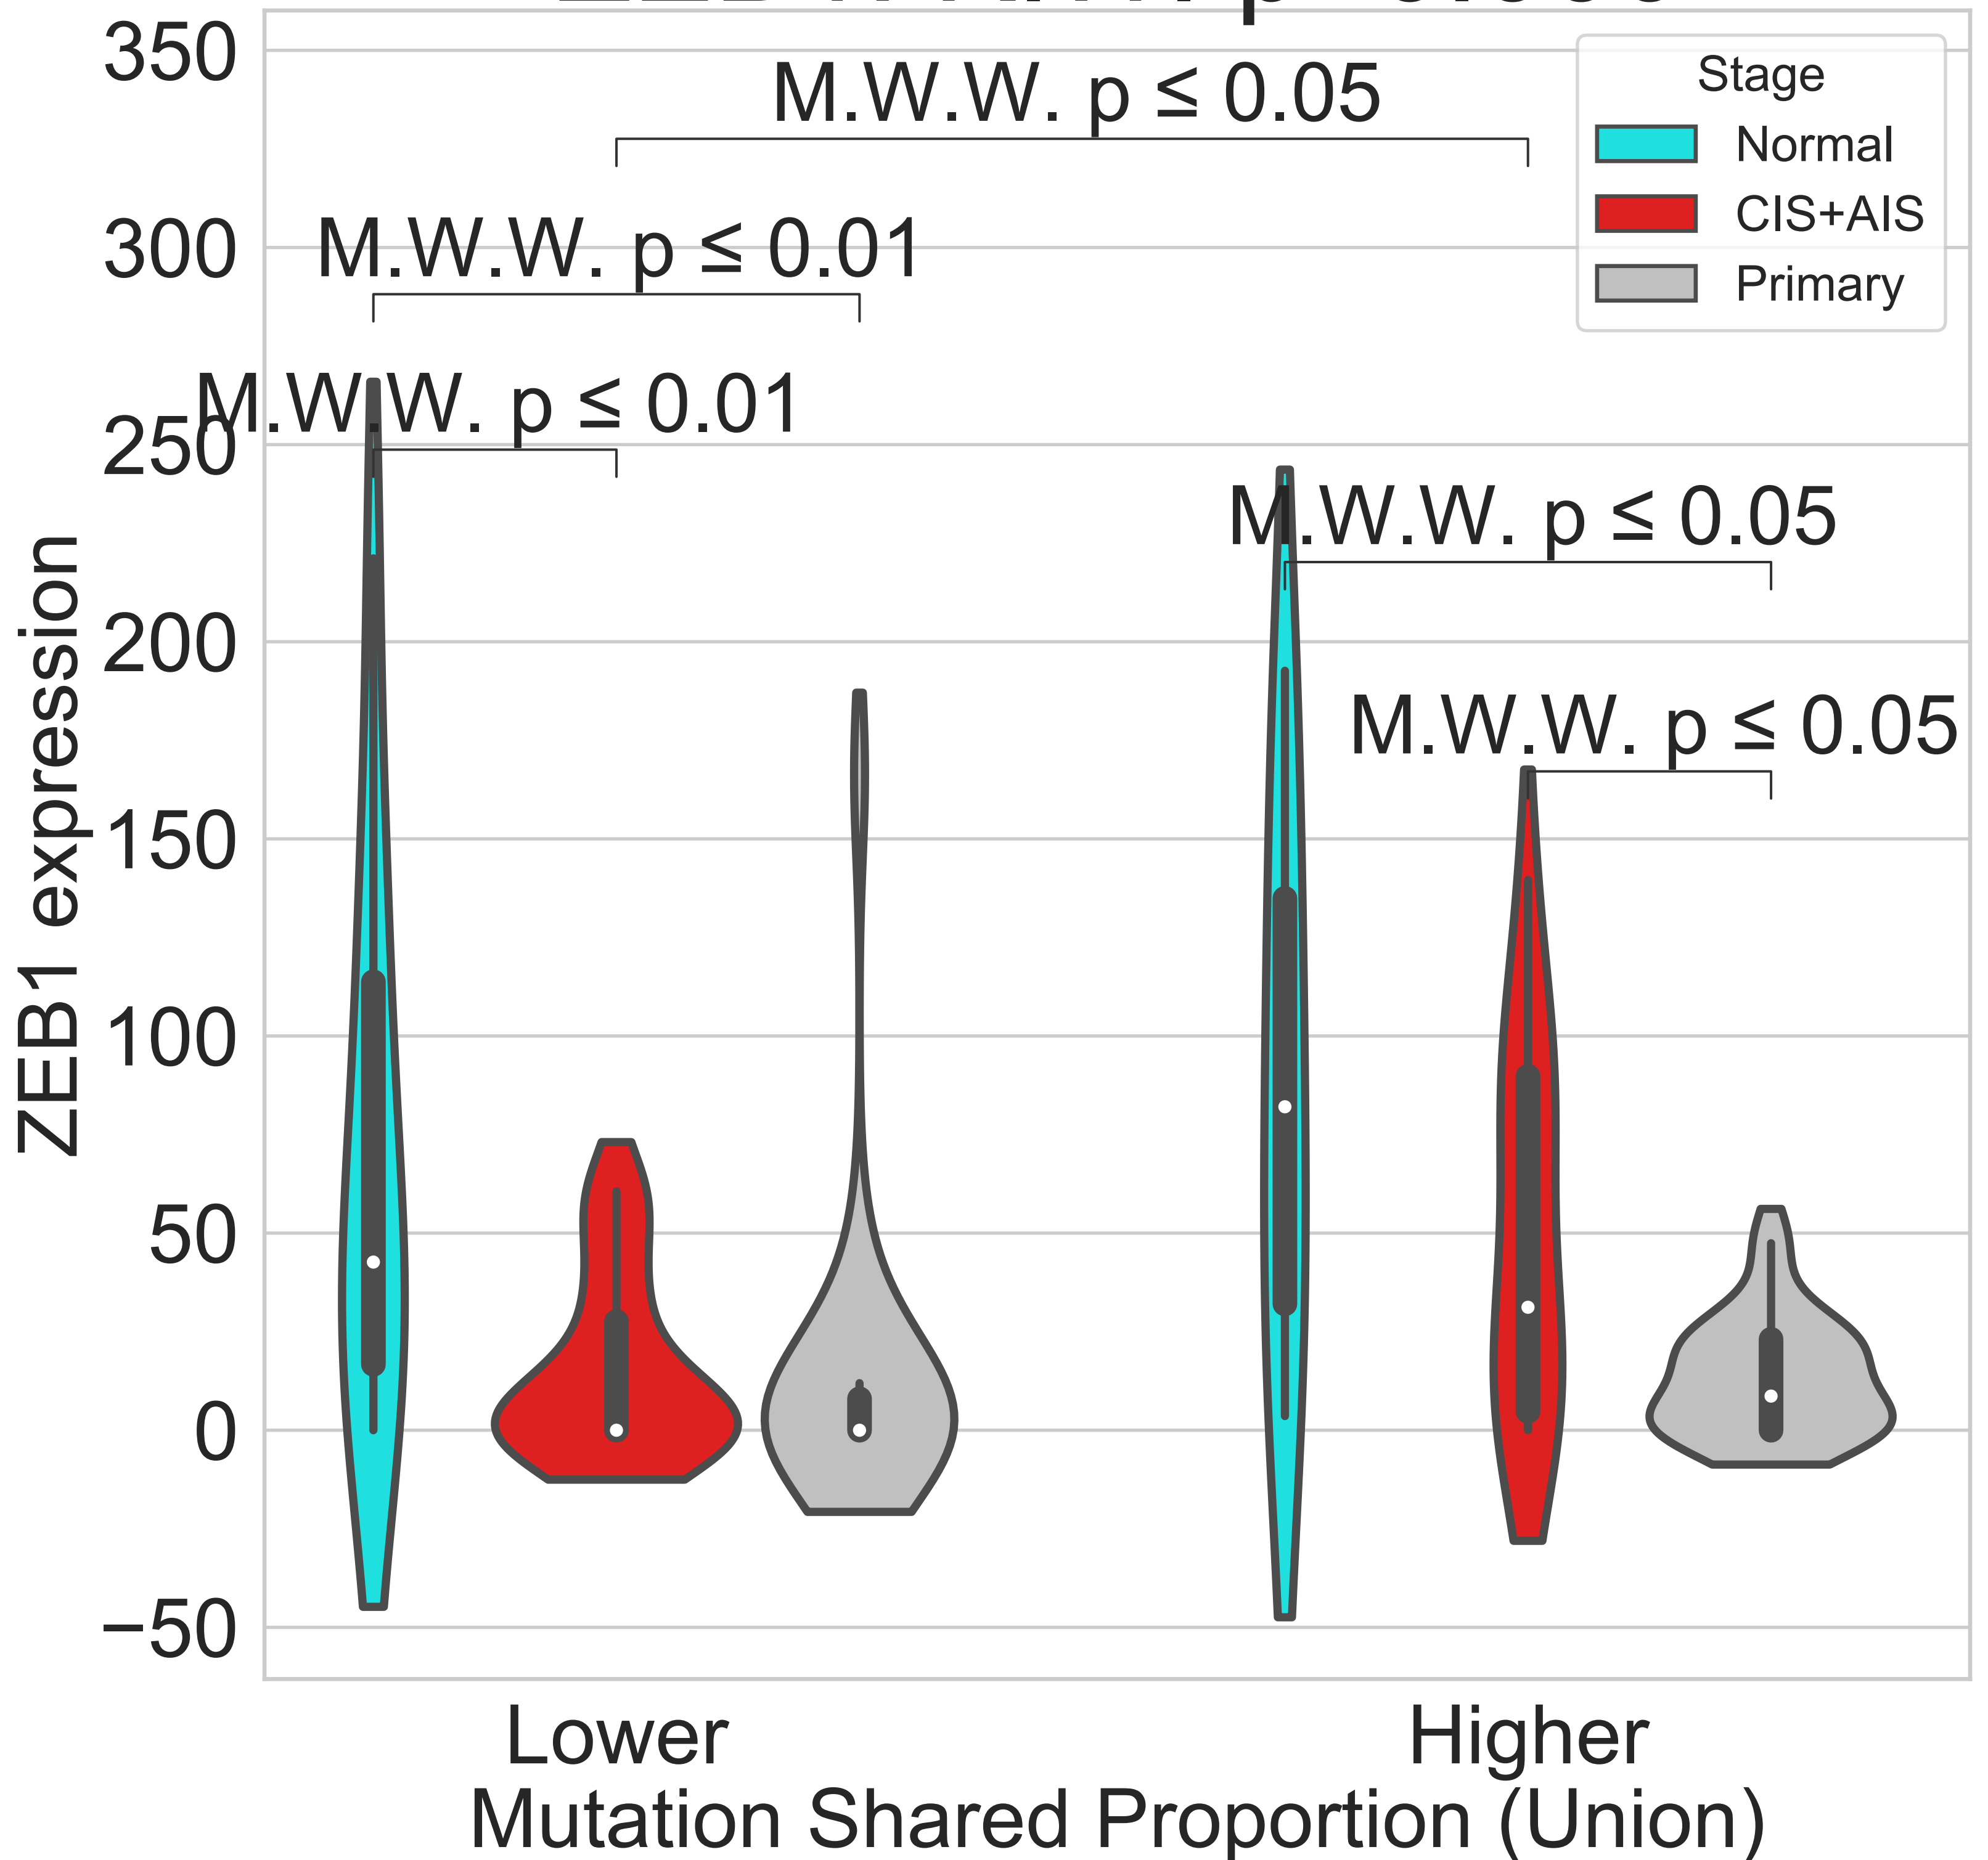 350
300
250
200
150
100
50
0
−50
ZEB1 expression
M.W.W. p ≤ 0.05
M.W.W. p ≤ 0.01
M.W.W. p ≤ 0.01
M.W.W. p ≤ 0.05
M.W.W. p ≤ 0.05
Stage
Normal
CIS+AIS
Primary
Lower
Higher
Mutation Shared Proportion (Union)